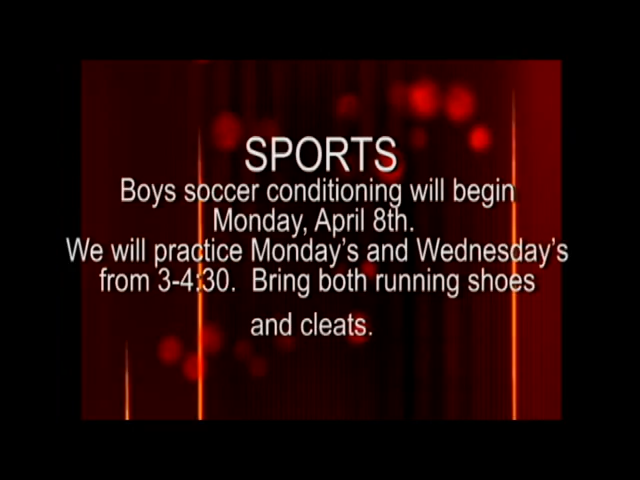 SPORTS
Boys soccer conditioning will begin
Monday, April 8th.
We will practice Monday's and Wednesday's
from 3-4:30.  Bring both running shoes
and cleats.